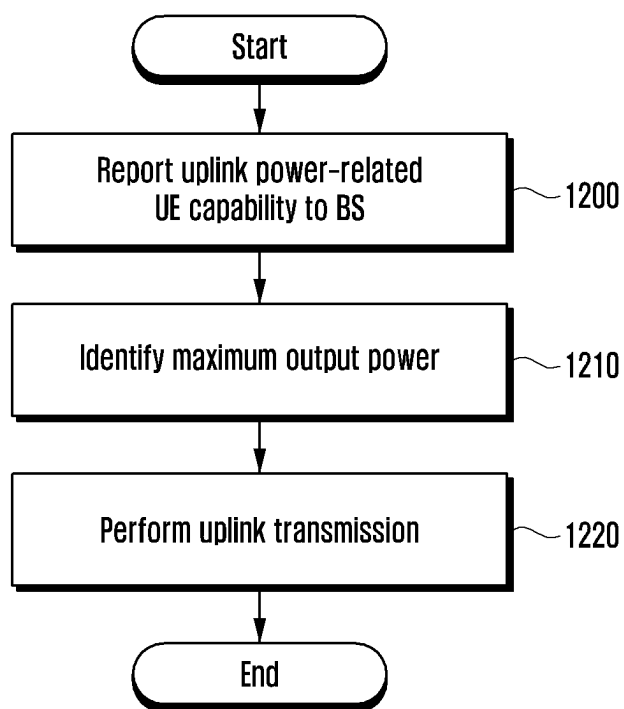 Start
Report uplink power-related
UE capability to BS
1200
Identify maximum output power
1210
Perform uplink transmission
1220
End